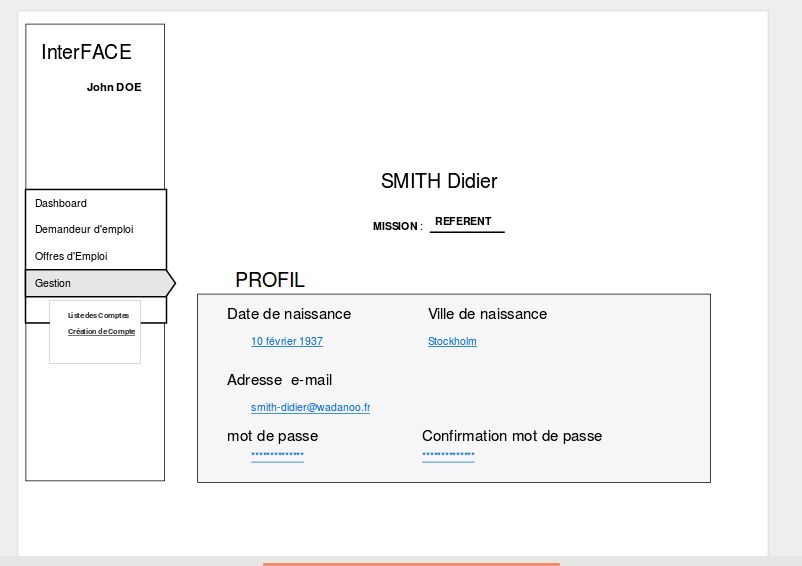 InterFACE
John DOE
Dashboard
Demandeur d'emploi
Offres d'Emploi
Gestion
Liste des Comptes
Création de Compte
SMITH Didier
MISSION : REFERENT
PROFIL
Date de naissance Ville de naissance
10 février 1937 Stockholm
Adresse e-mail
smith-didier@wadanoo.fr
mot de passe Confirmation mot de passe
************** **************